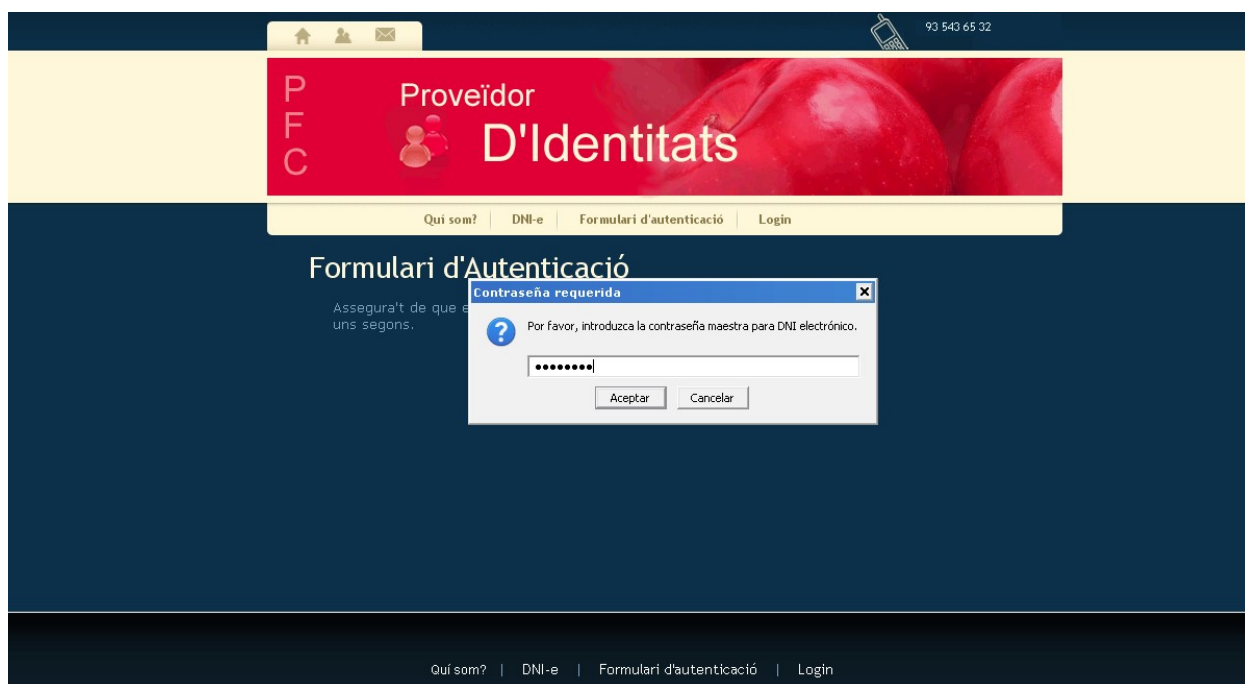 93 543 65 32
P
F
C
Proveïdor
D'Identitats
Qui som? | DNI-e | Formulari d'autenticació | Login
Formulari d'Autenticació
Assegura't de que e
uns segons.
Contraseña requerida
Por favor, introduzca la contraseña maestra para DNI electrónico.
●●●●●●●●
Aceptar Cancelar
Quí som? | DNI-e | Formulari d'autenticació | Login